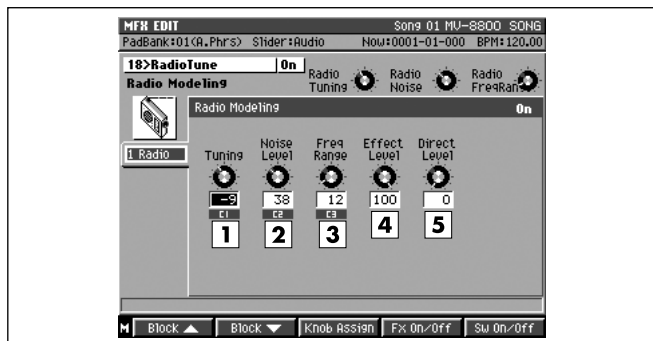 MFX EDIT Song 01 MV-8800 SONG
PadBank:01(A.Phrs) Slider:Audio Now:0001-01-000 BPM:120.00
18>RadioTune On
Radio Modeling
Radio Tuning
Radio Noise
Radio FreqRan
Radio Modeling On
1 Radio
Tuning
Noise Level
Freq Range
Effect Level
Direct Level
-9 38 12 100 0
C1 C2 C3
1 2 3 4 5
M Block ▲ Block ▼ Knob Assign Fx On/Off Sw On/Off